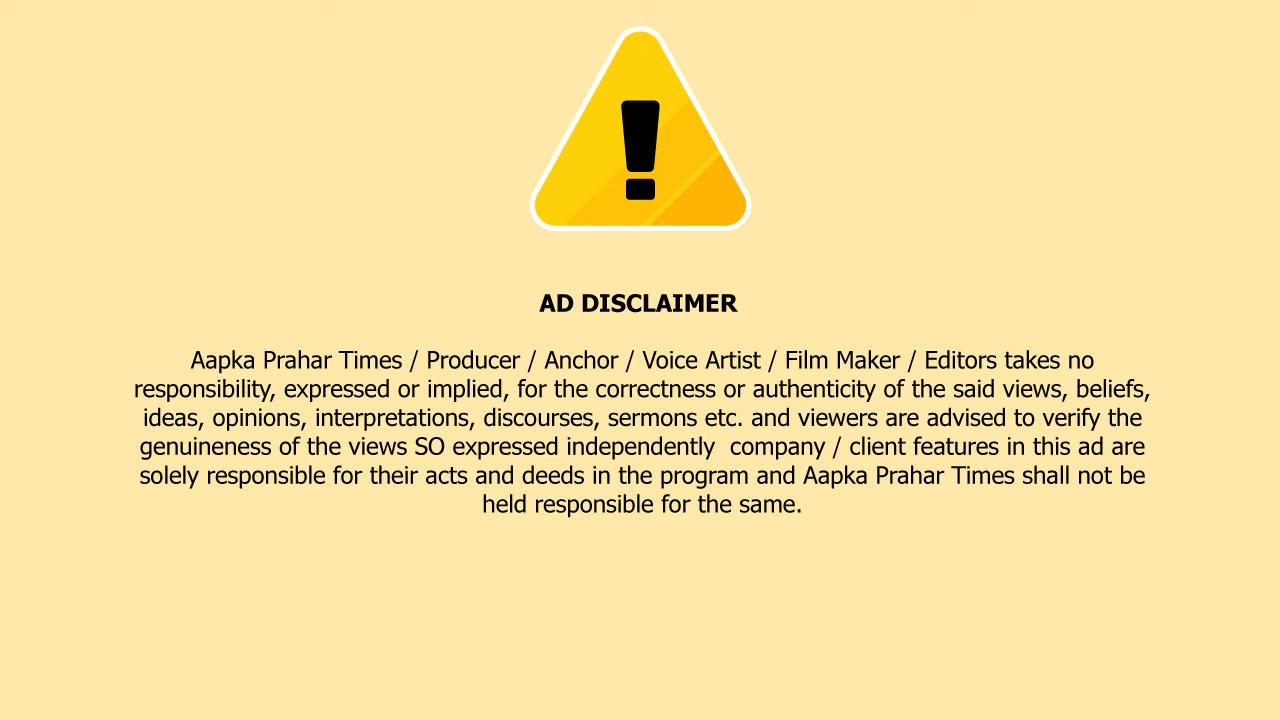 AD DISCLAIMER
Aapka Prahar Times / Producer / Anchor / Voice Artist / Film Maker / Editors takes no
responsibility, expressed or implied, for the correctness or authenticity of the said views, beliefs,
ideas, opinions, interpretations, discourses, sermons etc. and viewers are advised to verify the
genuineness of the views SO expressed independently  company / client features in this ad are
solely responsible for their acts and deeds in the program and Aapka Prahar Times shall not be
held responsible for the same.